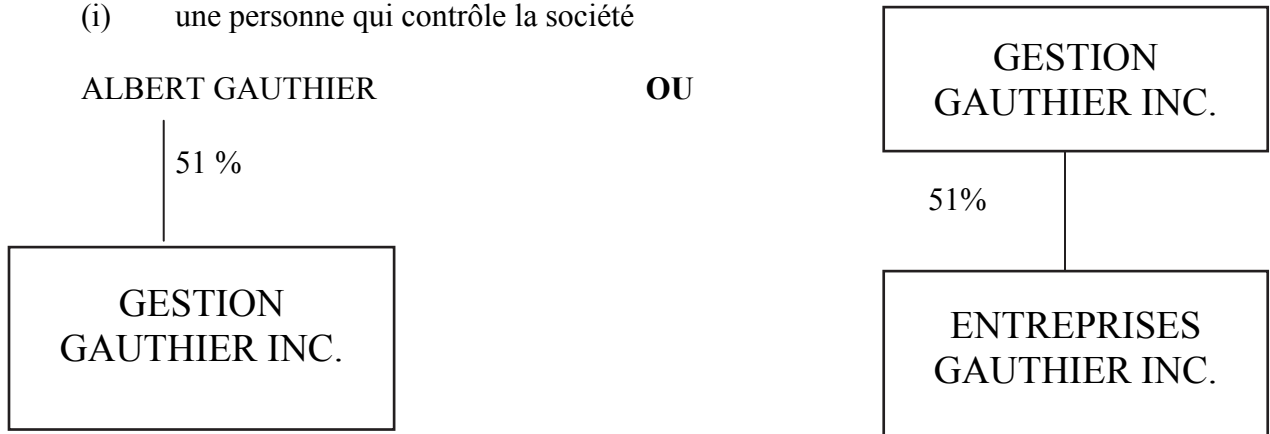 (i) une personne qui contrôle la société
ALBERT GAUTHIER
OU
51 %
GESTION
GAUTHIER INC.
GESTION
GAUTHIER INC.
51%
ENTREPRISES
GAUTHIER INC.